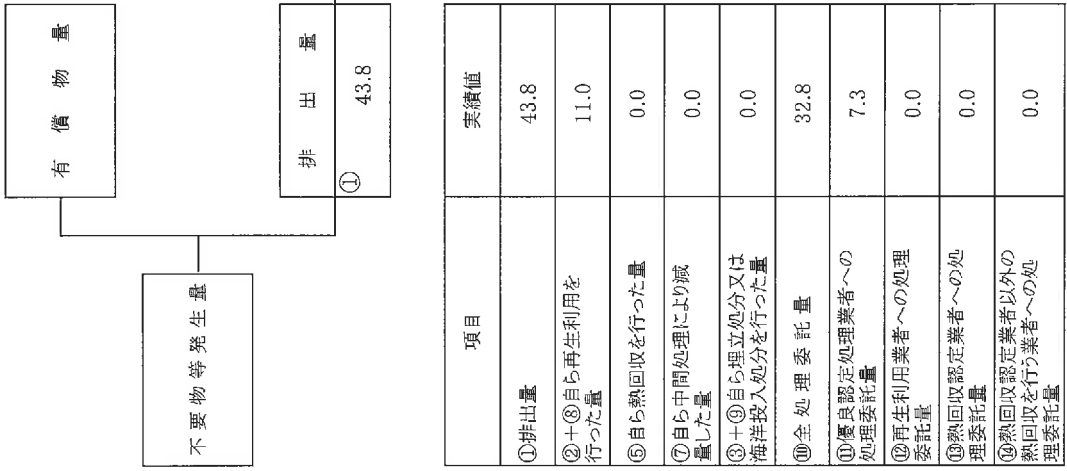 有償物量
不要物等発生量
排出量
①
43.8
項目
実績値
①排出量
43.8
②+⑧自ら再生利用を
行った量
11.0
⑤自ら熱回収を行った量
0.0
⑦自ら中間処理により減
量した量
0.0
③+⑨自ら埋立処分又は
海洋投入処分を行った量
0.0
⑩全処理委託量
32.8
⑪優良認定処理業者への
処理委託量
7.3
⑫再生利用業者への処理
委託量
0.0
⑬熱回収認定業者への処
理委託量
0.0
⑭熱回収認定業者以外の
熱回収を行う業者への処
理委託量
0.0